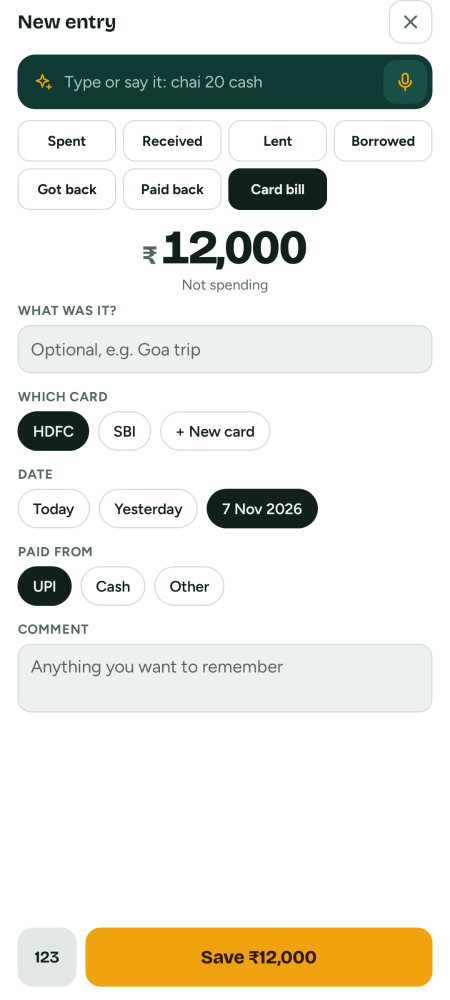 New entry
Type or say it: chai 20 cash
Spent
Received
Lent
Borrowed
Got back
Paid back
Card bill
₹12,000
Not spending
WHAT WAS IT?
Optional, e.g. Goa trip
WHICH CARD
HDFC
SBI
+ New card
DATE
Today
Yesterday
7 Nov 2026
PAID FROM
UPI
Cash
Other
COMMENT
Anything you want to remember
123
Save ₹12,000